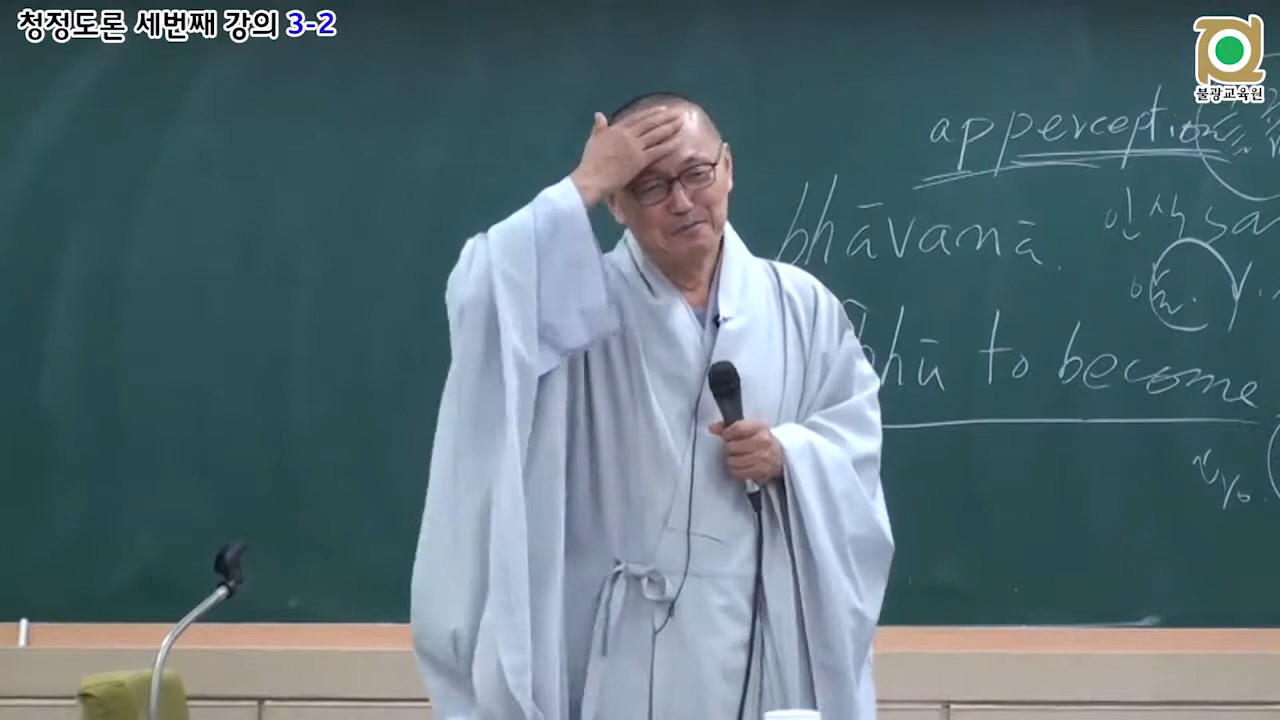 청정도론 세번째 강의 3-2
불광교육원
apperception
bhāvanā.
인식 sa
bhū to become